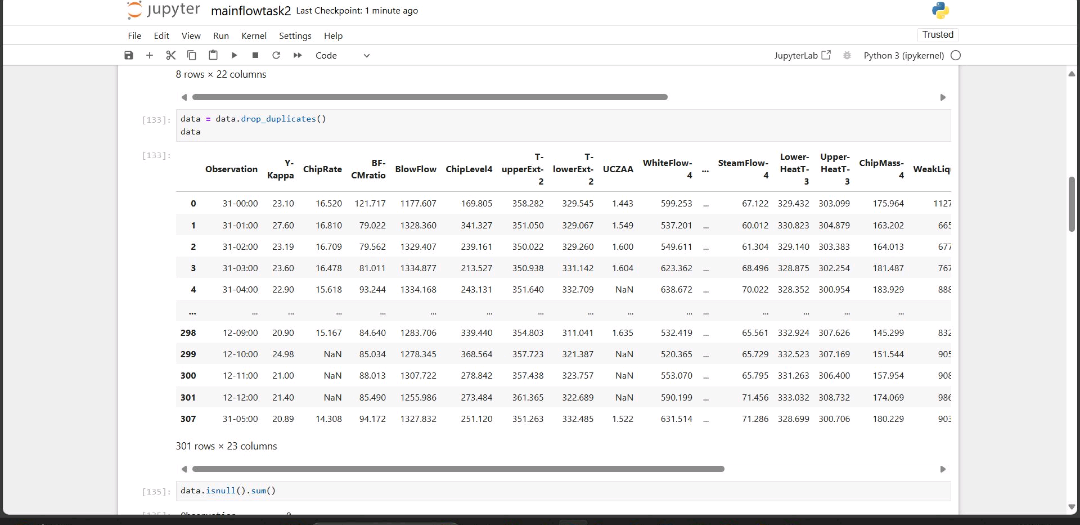 jupyter mainflowtask2 Last Checkpoint: 1 minute ago
File Edit View Run Kernel Settings Help Trusted
Code JupyterLab Python 3 (ipykernel)
8 rows × 22 columns
[133]: data = data.drop_duplicates()
data
[133]:
Observation Y-Kappa ChipRate BF-CMratio BlowFlow ChipLevel4 T-upperExt-2 T-lowerExt-2 UCZAA WhiteFlow-4 ... SteamFlow-4 Lower-HeatT-3 Upper-HeatT-3 ChipMass-4 WeakLiq
0 31-00:00 23.10 16.520 121.717 1177.607 169.805 358.282 329.545 1.443 599.253 ... 67.122 329.432 303.099 175.964 1127
1 31-01:00 27.60 16.810 79.022 1328.360 341.327 351.050 329.067 1.549 537.201 ... 60.012 330.823 304.879 163.202 665
2 31-02:00 23.19 16.709 79.562 1329.407 239.161 350.022 329.260 1.600 549.611 ... 61.304 329.140 303.383 164.013 677
3 31-03:00 23.60 16.478 81.011 1334.877 213.527 350.938 331.142 1.604 623.362 ... 68.496 328.875 302.254 181.487 767
4 31-04:00 22.90 15.618 93.244 1334.168 243.131 351.640 332.709 NaN 638.672 ... 70.022 328.352 300.954 183.929 888
... ... ... ... ... ... ... ... ... ... ... ... ... ... ... ...
298 12-09:00 20.90 15.167 84.640 1283.706 339.440 354.803 311.041 1.635 532.419 ... 65.561 332.924 307.626 145.299 832
299 12-10:00 24.98 NaN 85.034 1278.345 368.564 357.723 321.387 NaN 520.365 ... 65.729 332.523 307.169 151.544 905
300 12-11:00 21.00 NaN 88.013 1307.722 278.842 357.438 323.757 NaN 553.070 ... 65.795 331.263 306.400 157.954 908
301 12-12:00 21.40 NaN 85.490 1255.986 273.484 361.365 322.689 NaN 590.199 ... 71.456 333.032 308.732 174.069 986
307 31-05:00 20.89 14.308 94.172 1327.832 251.120 351.263 332.485 1.522 631.514 ... 71.286 328.699 300.706 180.229 903
301 rows × 23 columns
[135]: data.isnull().sum()